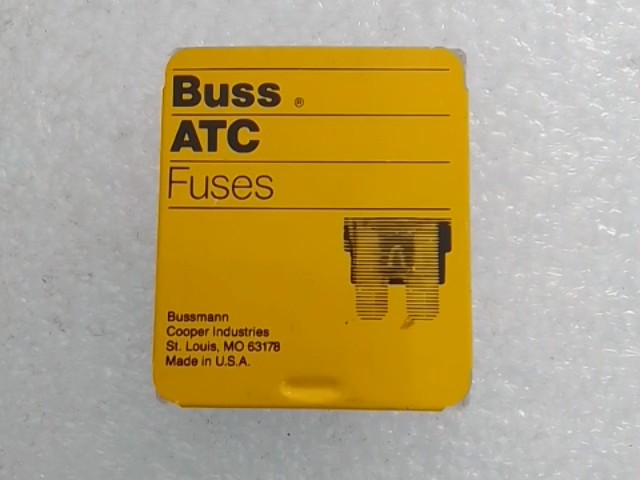 Buss ®
ATC
Fuses
Bussmann
Cooper Industries
St. Louis, MO 63178
Made in U.S.A.